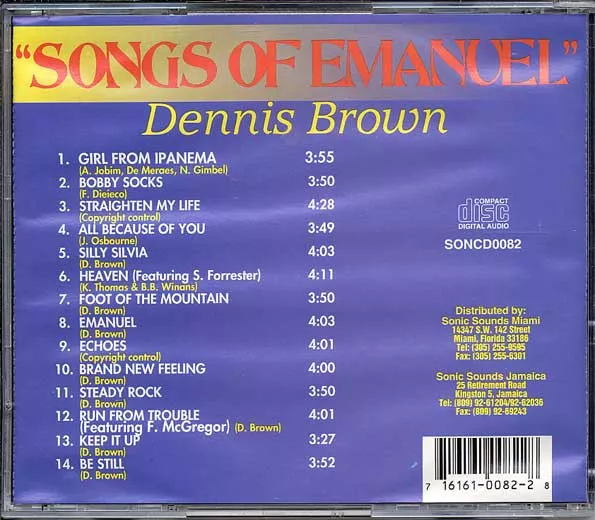 "SONGS OF EMANUEL"
Dennis Brown
1. GIRL FROM IPANEMA 3:55
(A. Jobim, De Meraes, N. Gimbel)
2. BOBBY SOCKS 3:50
(F. Dieieco)
3. STRAIGHTEN MY LIFE 4:28
(Copyright control)
4. ALL BECAUSE OF YOU 3:49
(J. Osbourne)
5. SILLY SILVIA 4:03
(D. Brown)
6. HEAVEN (Featuring S. Forrester) 4:11
(K. Thomas & B.B. Winans)
7. FOOT OF THE MOUNTAIN 3:50
(D. Brown)
8. EMANUEL 4:03
(D. Brown)
9. ECHOES 4:01
(Copyright control)
10. BRAND NEW FEELING 4:00
(D. Brown)
11. STEADY ROCK 3:50
(D. Brown)
12. RUN FROM TROUBLE 4:01
(Featuring F. McGregor) (D. Brown)
13. KEEP IT UP 3:27
(D. Brown)
14. BE STILL 3:52
(D. Brown)
COMPACT
disc
DIGITAL AUDIO
SONCD0082
Distributed by:
Sonic Sounds Miami
14347 S.W. 142 Street
Miami, Florida 33186
Tel: (305) 255-9595
Fax: (305) 255-6301
Sonic Sounds Jamaica
25 Retirement Road
Kingston 5, Jamaica
Tel: (809) 92-61204/92-62036
Fax: (809) 92-69243
7 16161-0082-2 8